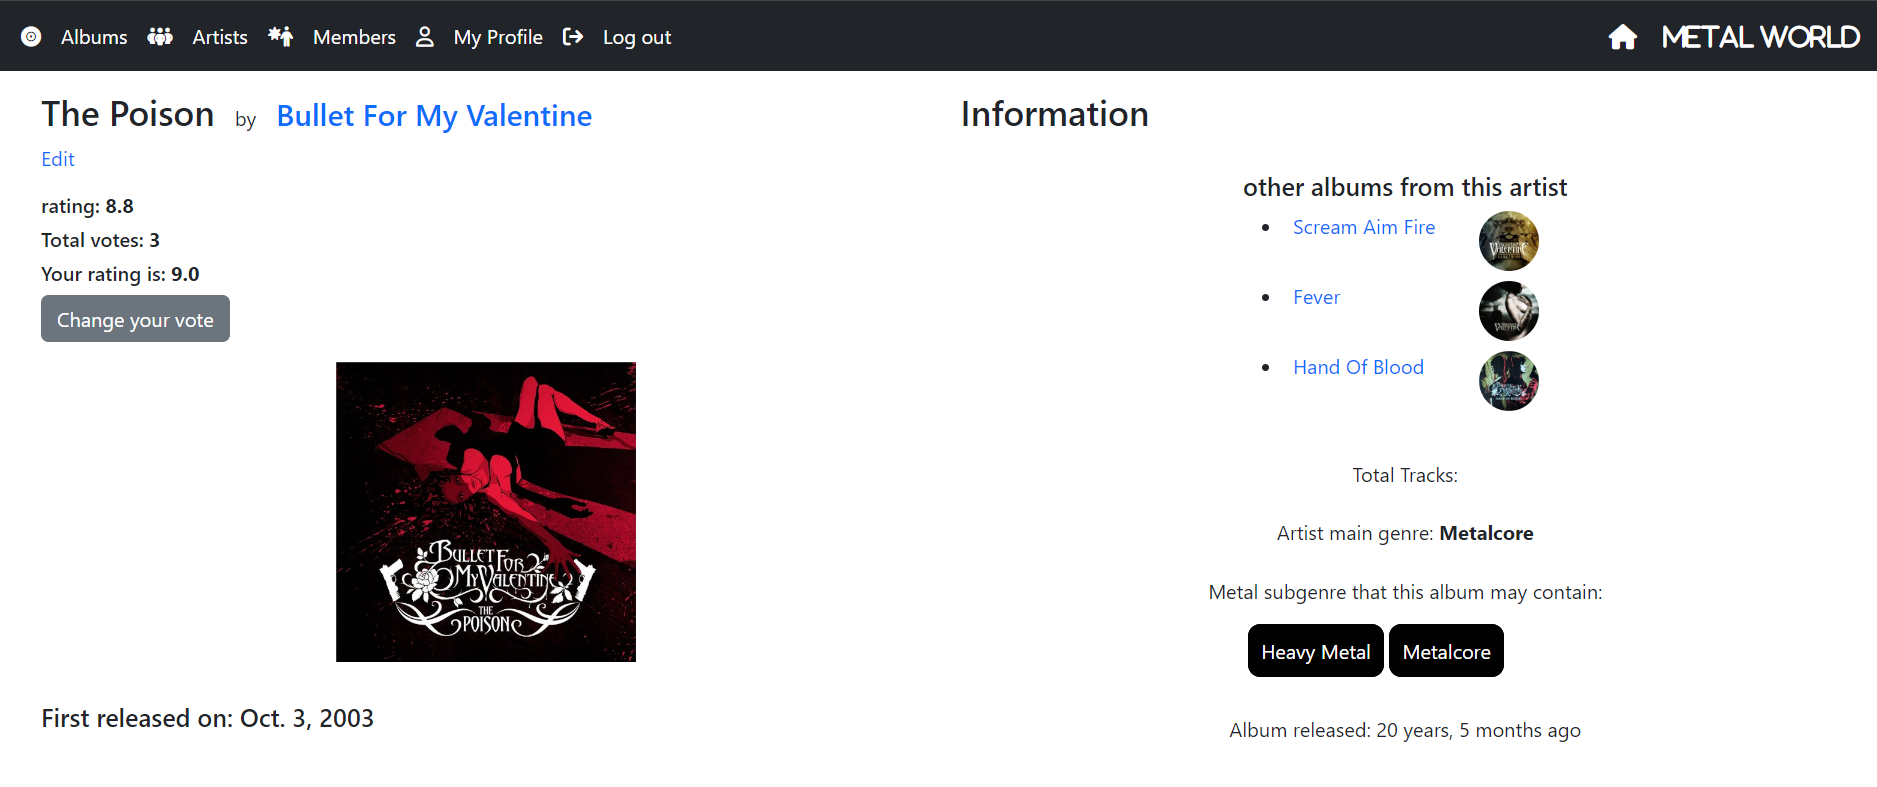 Albums Artists Members My Profile Log out METAL WORLD
The Poison by Bullet For My Valentine
Edit
rating: 8.8
Total votes: 3
Your rating is: 9.0
Change your vote
BULLET FOR
MY VALENTINE
THE
POISON
First released on: Oct. 3, 2003
Information
other albums from this artist
Scream Aim Fire
VALENTINE
Fever
Hand Of Blood
Total Tracks:
Artist main genre: Metalcore
Metal subgenre that this album may contain:
Heavy Metal Metalcore
Album released: 20 years, 5 months ago